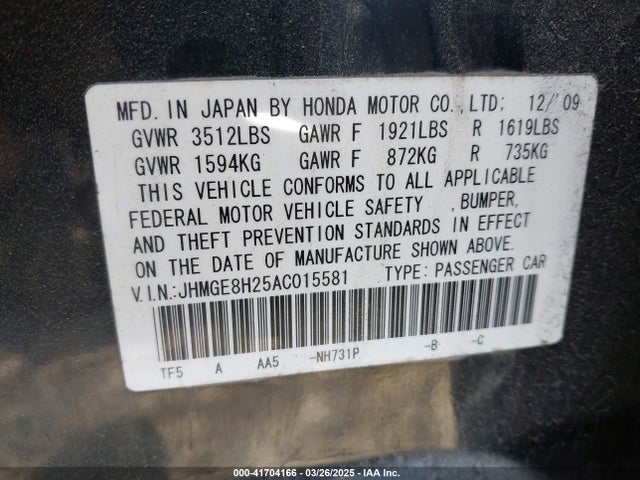 MFD. IN JAPAN BY HONDA MOTOR CO., LTD: 12/'09
GVWR 3512LBS GAWR F 1921LBS R 1619LBS
GVWR 1594KG GAWR F 872KG R 735KG
THIS VEHICLE CONFORMS TO ALL APPLICABLE
FEDERAL MOTOR VEHICLE SAFETY , BUMPER,
AND THEFT PREVENTION STANDARDS IN EFFECT
ON THE DATE OF MANUFACTURE SHOWN ABOVE.
V.I.N.:JHMGE8H25AC015581 TYPE: PASSENGER CAR
TF5 A AA5 -NH731P -B -C
000-41704166 - 03/26/2025 - IAA Inc.